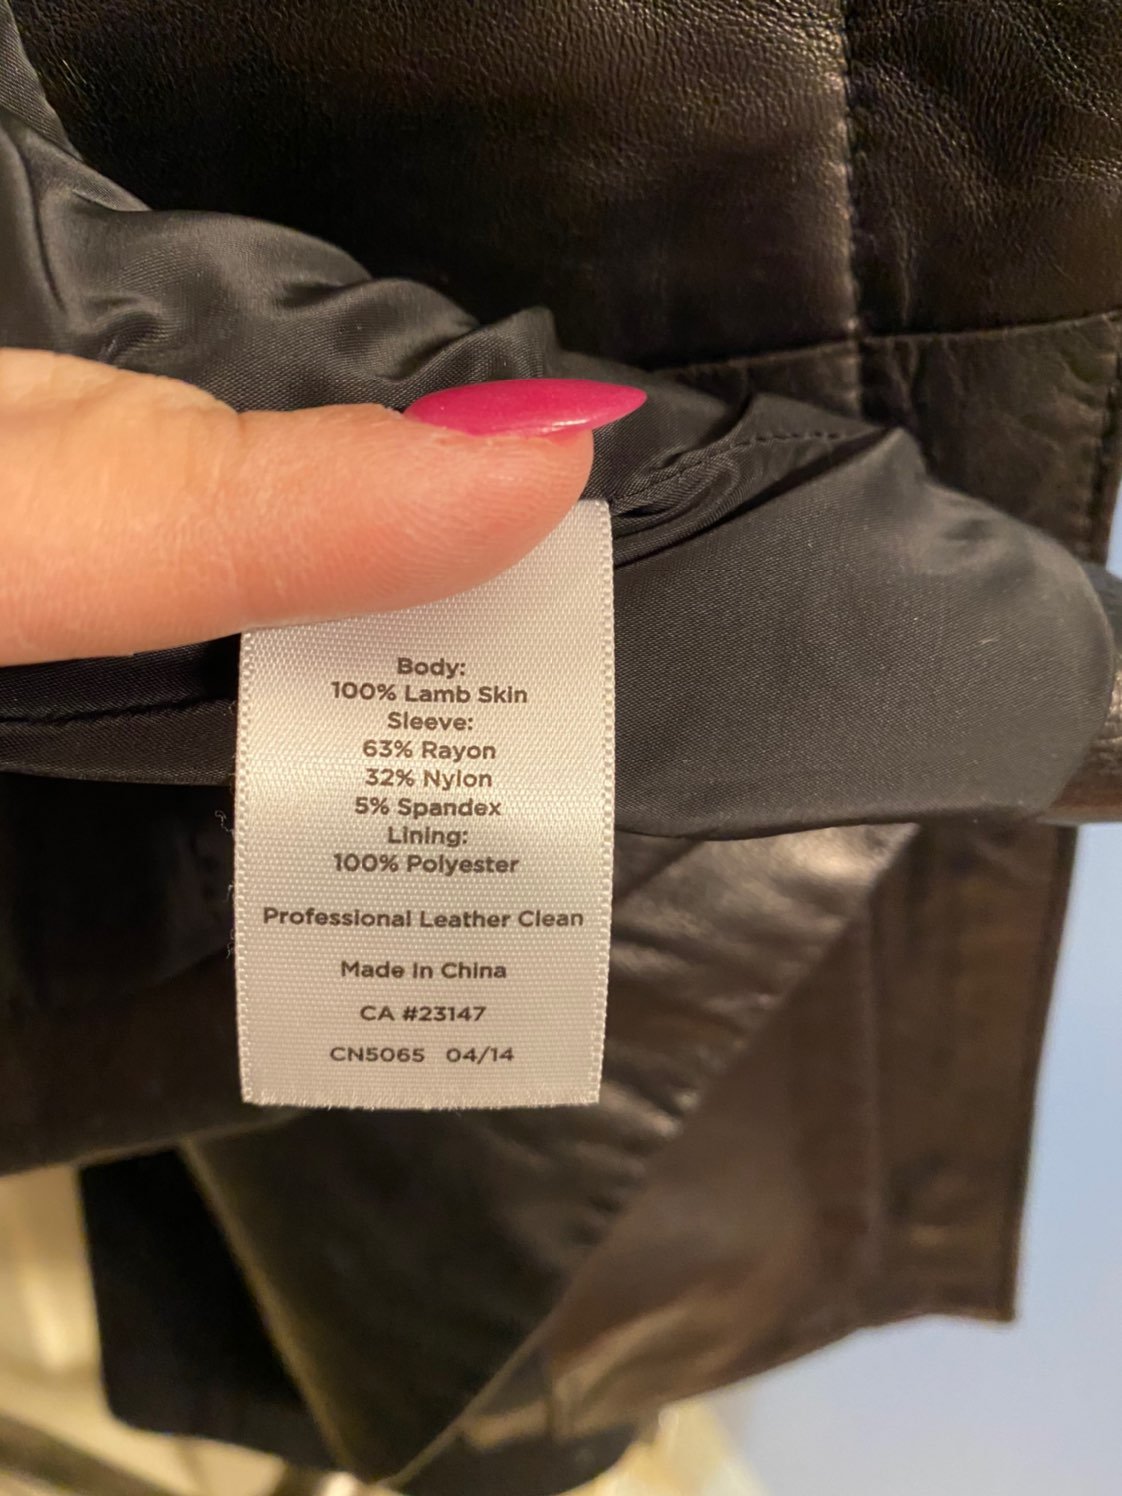 Body:
100% Lamb Skin
Sleeve:
63% Rayon
32% Nylon
5% Spandex
Lining:
100% Polyester
Professional Leather Clean
Made In China
CA #23147
CN5065 04/14